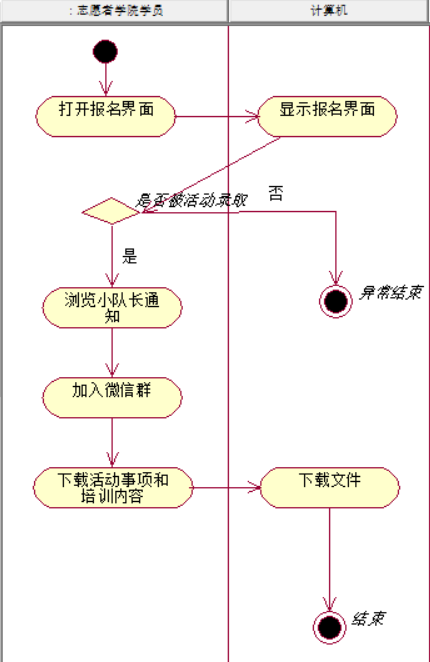 ：志愿者学院学员
计算机
打开报名界面
显示报名界面
是否被活动录取
否
是
浏览小队长通
知
异常结束
加入微信群
下载活动事项和
培训内容
下载文件
结束